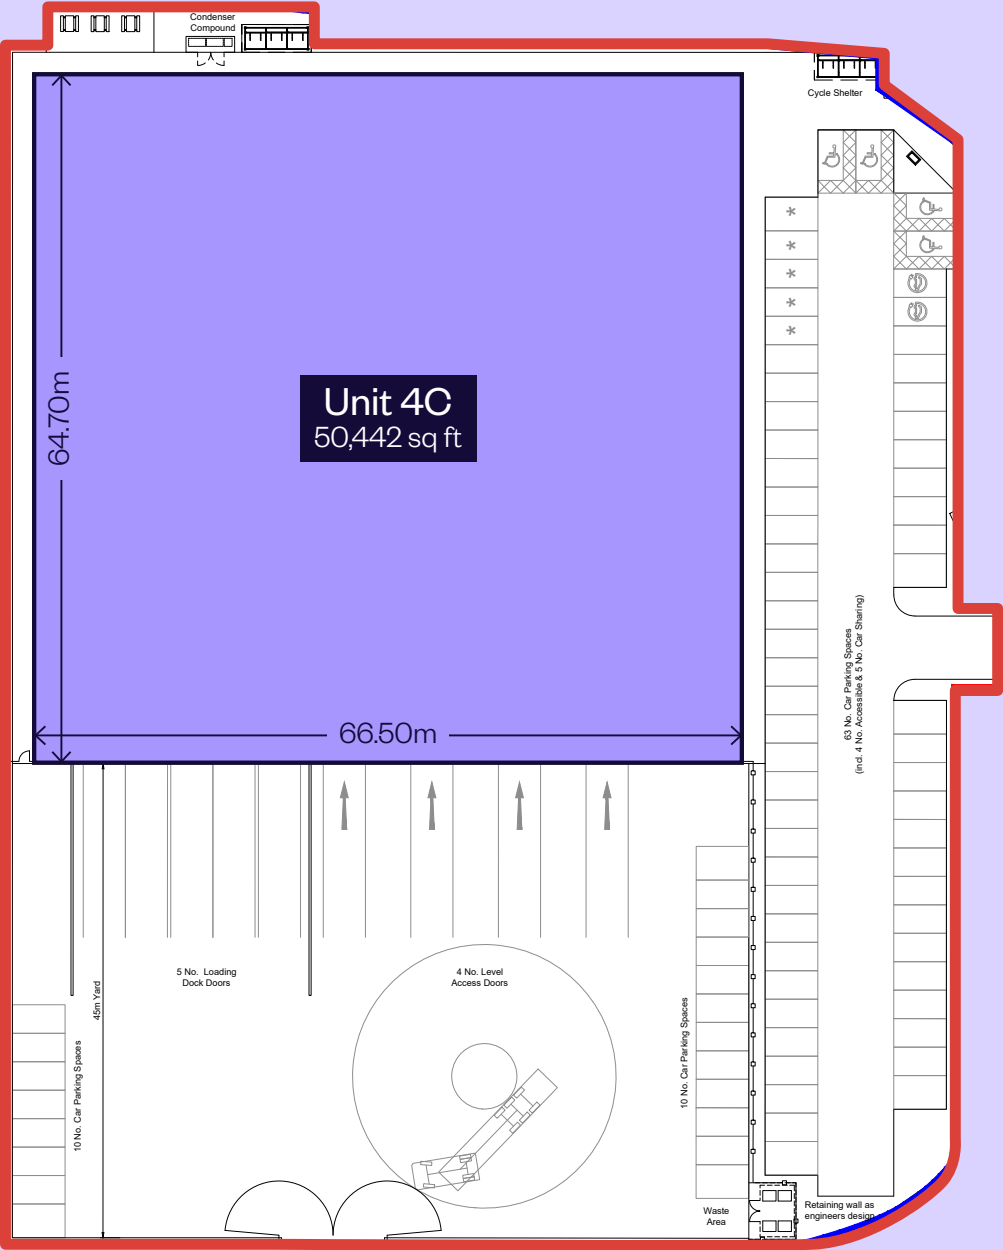 Condenser
Compound
Cycle Shelter
64.70m
Unit 4C
50,442 sq ft
66.50m
63 No. Car Parking Spaces
(incl. 4 No. Accessible & 5 No. Car Sharing)
5 No. Loading
Dock Doors
4 No. Level
Access Doors
45m Yard
10 No. Car Parking Spaces
10 No. Car Parking Spaces
Waste
Area
Retaining wall as
engineers design